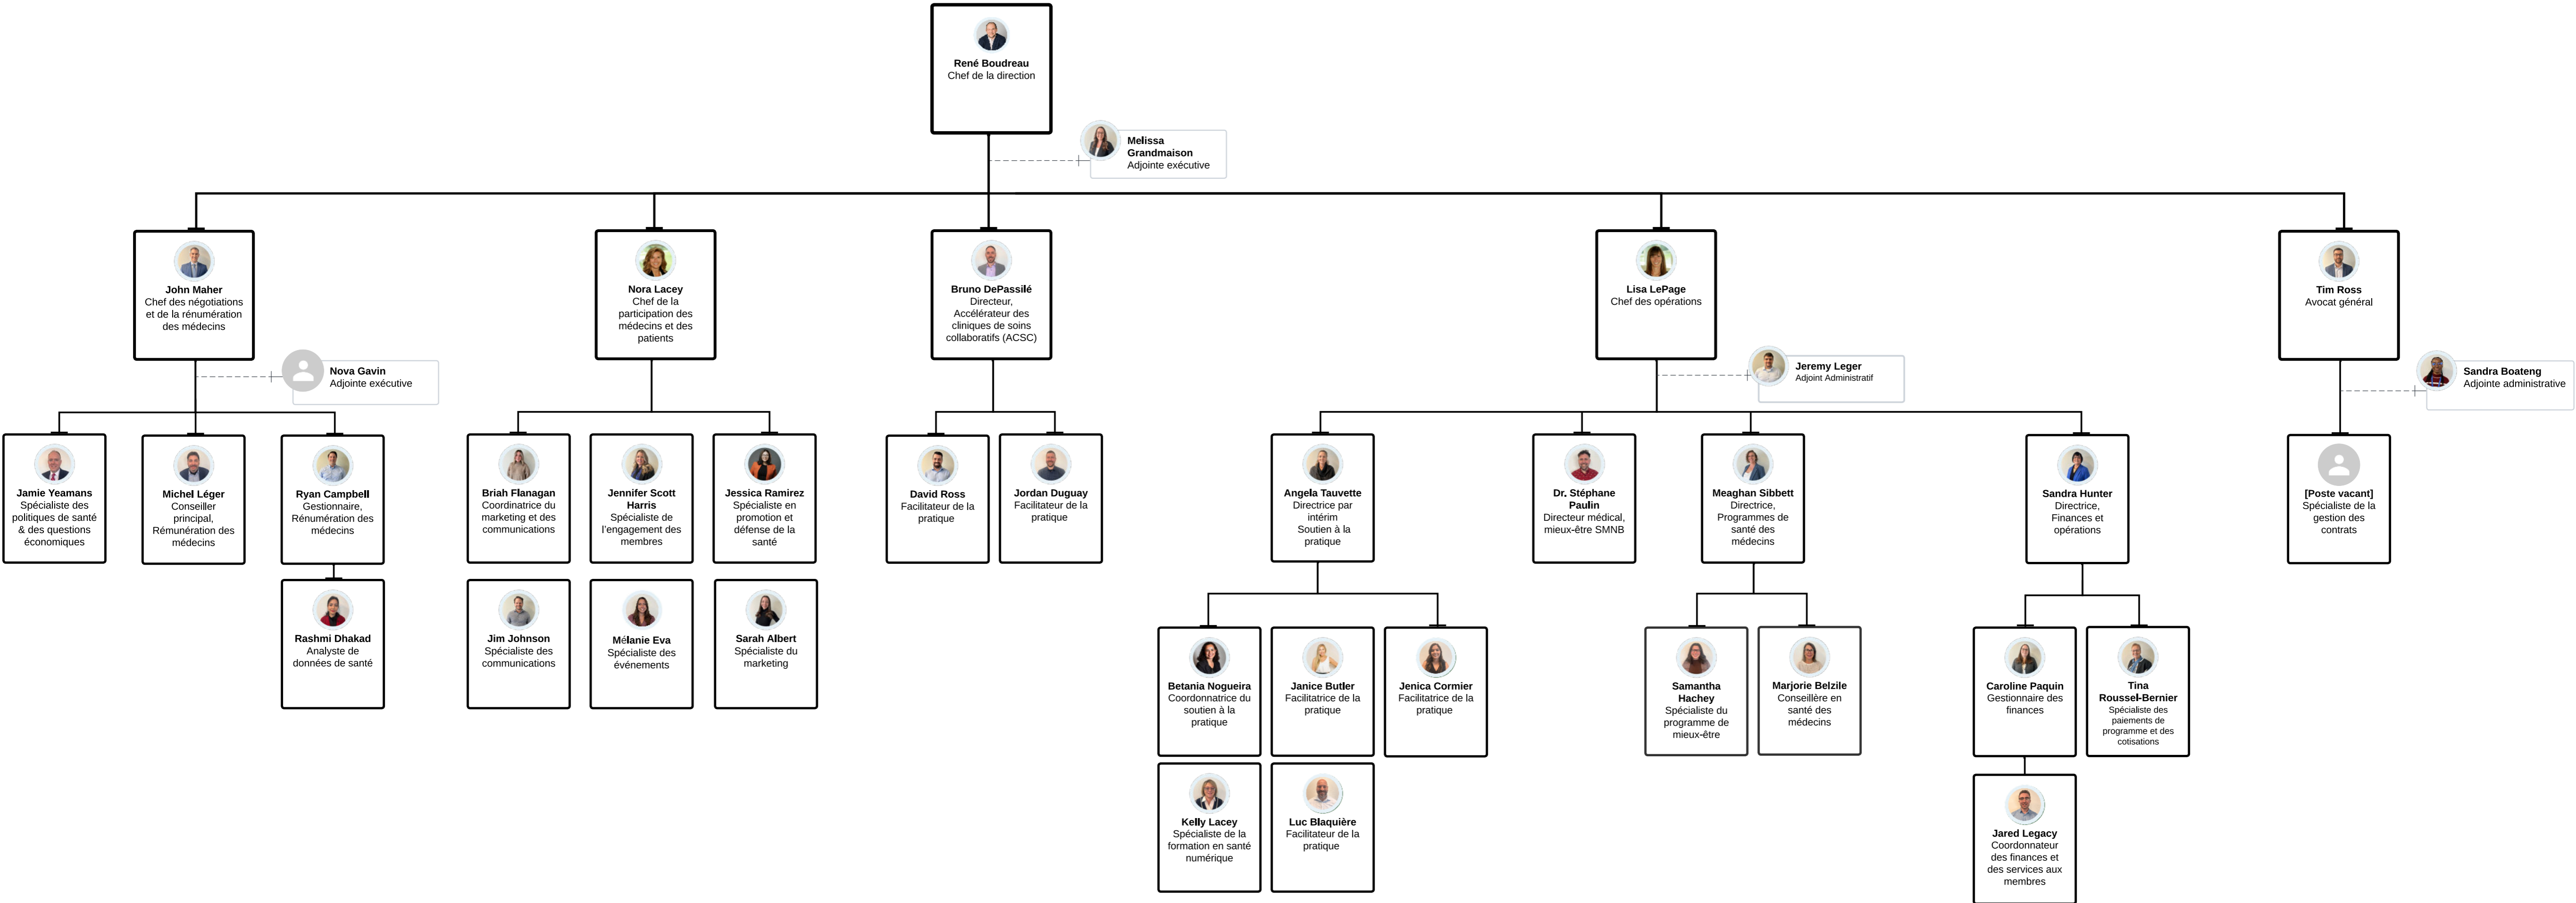 René Boudreau
Chef de la direction
Melissa
Grandmaison
Adjointe exécutive
John Maher
Chef des négociations
et de la rénumération
des médecins
Nora Lacey
Chef de la
participation des
médecins et des
patients
Bruno DePassilé
Directeur,
Accélérateur des
cliniques de soins
collaboratifs (ACSC)
Lisa LePage
Chef des opérations
Tim Ross
Avocat général
Nova Gavin
Adjointe exécutive
Jeremy Leger
Adjoint Administratif
Sandra Boateng
Adjointe administrative
Jamie Yeamans
Spécialiste des
politiques de santé
& des questions
économiques
Michel Léger
Conseiller
principal,
Rémunération des
médecins
Ryan Campbell
Gestionnaire,
Rénumération des
médecins
Briah Flanagan
Coordinatrice du
marketing et des
communications
Jennifer Scott
Harris
Spécialiste de
l'engagement des
membres
Jessica Ramirez
Spécialiste en
promotion et
défense de la
santé
David Ross
Facilitateur de la
pratique
Jordan Duguay
Facilitateur de la
pratique
Angela Tauvette
Directrice par
intérim
Soutien à la
pratique
Dr. Stéphane
Paulin
Directeur médical,
mieux-être SMNB
Meaghan Sibbett
Directrice,
Programmes de
santé des
médecins
Sandra Hunter
Directrice,
Finances et
opérations
[Poste vacant]
Spécialiste de la
gestion des
contrats
Rashmi Dhakad
Analyste de
données de santé
Jim Johnson
Spécialiste des
communications
Mélanie Eva
Spécialiste des
événements
Sarah Albert
Spécialiste du
marketing
Betania Nogueira
Coordonnatrice du
soutien à la
pratique
Janice Butler
Facilitatrice de la
pratique
Jenica Cormier
Facilitatrice de la
pratique
Samantha
Hachey
Spécialiste du
programme de
mieux-être
Marjorie Belzile
Conseillère en
santé des
médecins
Caroline Paquin
Gestionnaire des
finances
Tina
Roussel-Bernier
Spécialiste des
paiements de
programme et des
cotisations
Kelly Lacey
Spécialiste de la
formation en santé
numérique
Luc Blaquière
Facilitateur de la
pratique
Jared Legacy
Coordonnateur
des finances et
des services aux
membres